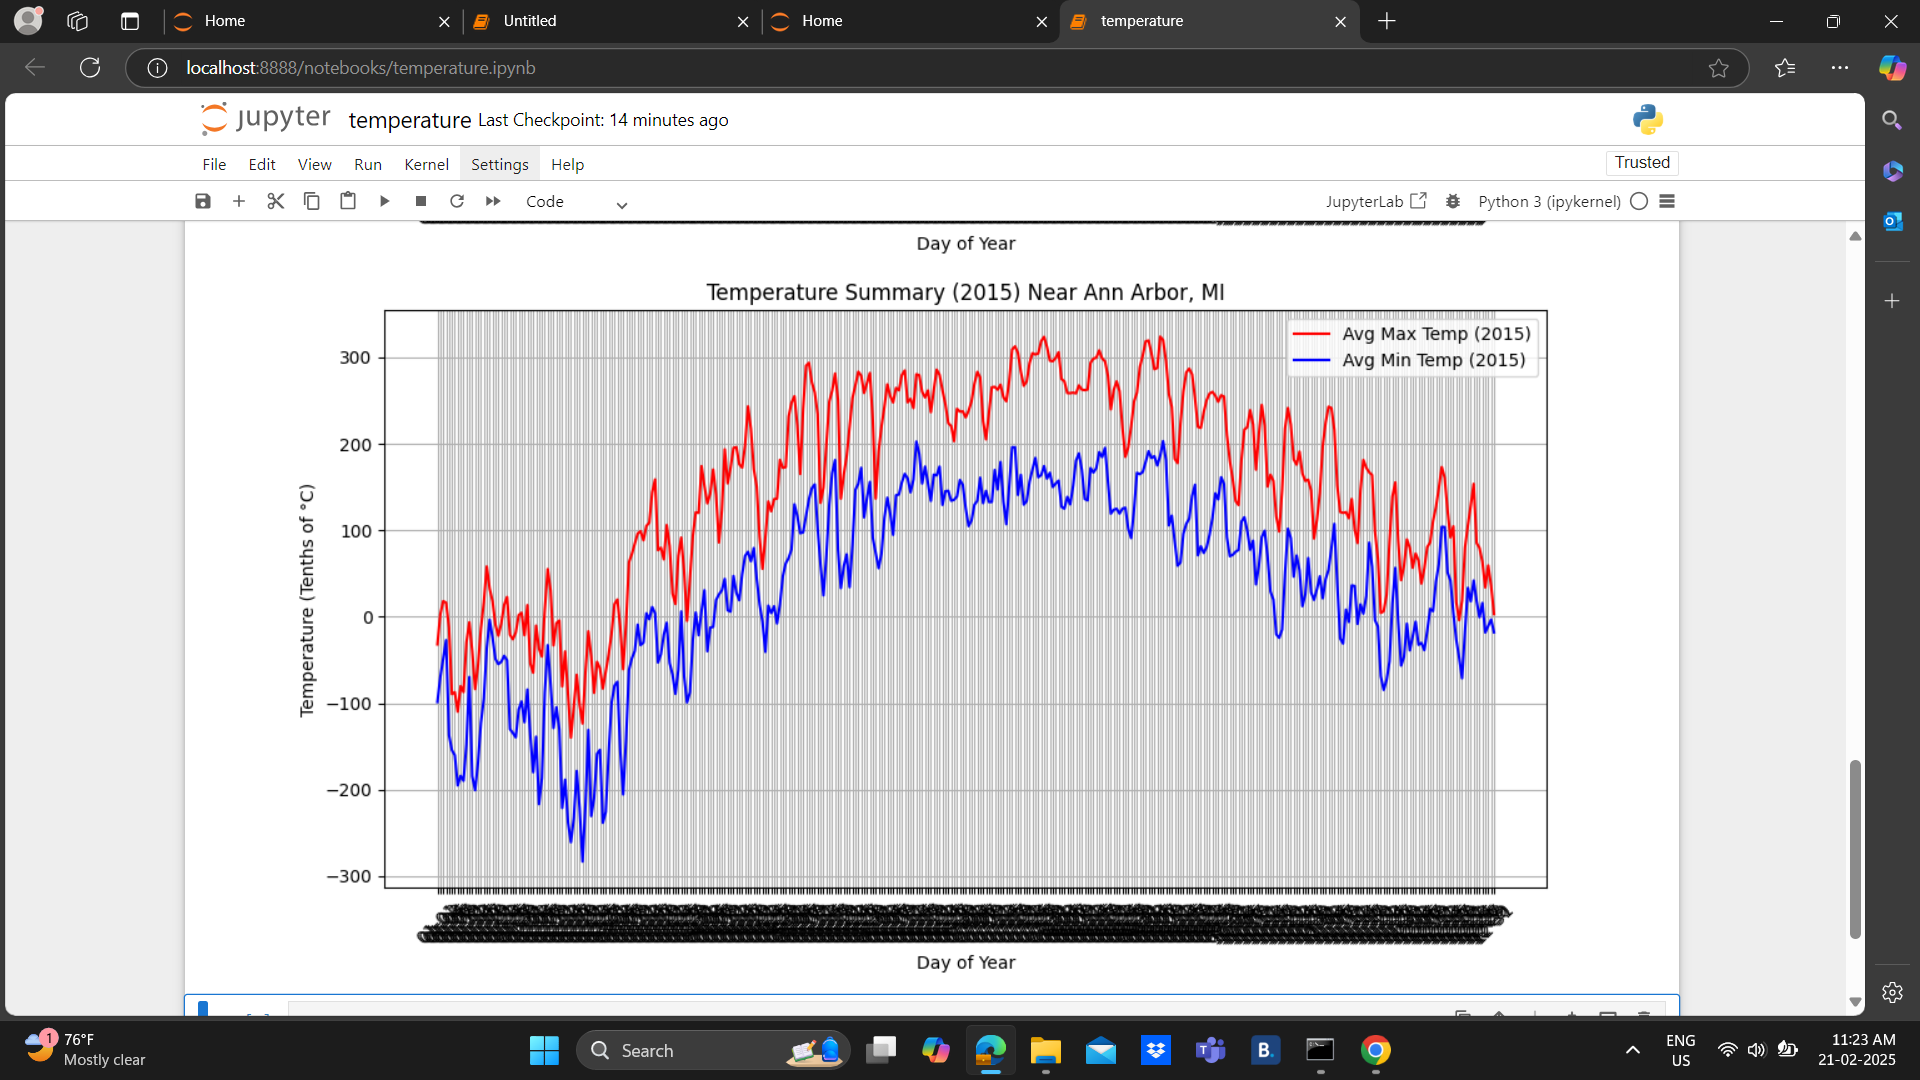 Home
Untitled
Home
temperature
localhost:8888/notebooks/temperature.ipynb
jupyter temperature Last Checkpoint: 14 minutes ago
File Edit View Run Kernel Settings Help
Trusted
Code
JupyterLab
Python 3 (ipykernel)
Day of Year
Temperature Summary (2015) Near Ann Arbor, MI
Avg Max Temp (2015)
Avg Min Temp (2015)
Temperature (Tenths of °C)
300
200
100
0
−100
−200
−300
Day of Year
1
76°F
Mostly clear
Search
B.
ENG
US
11:23 AM
21-02-2025